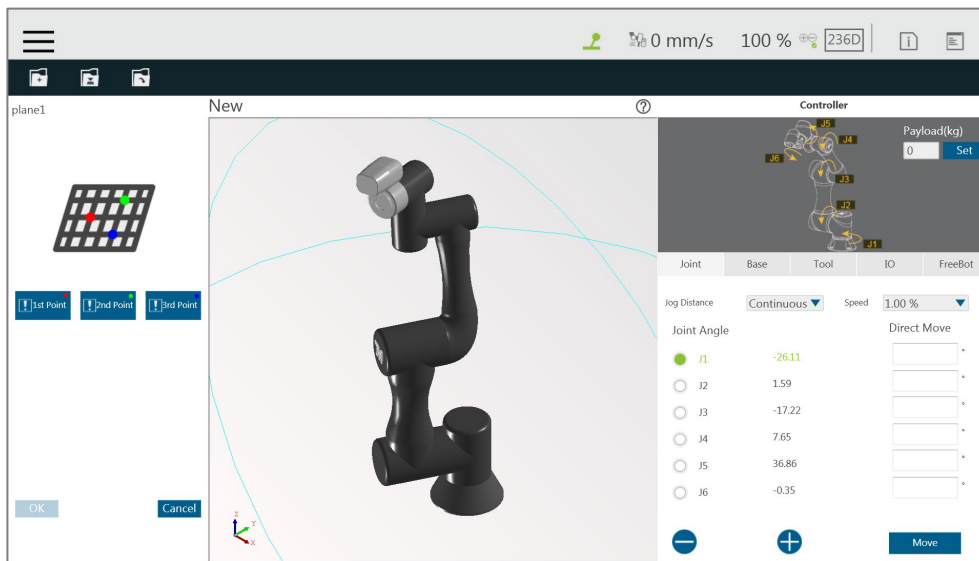 0 mm/s 100 % 236D
plane1
New
Controller
J5
J4
J6
J3
J2
J1
Payload(kg)
0 Set
Joint Base Tool IO FreeBot
1st Point 2nd Point 3rd Point
Jog Distance Continuous Speed 1.00 %
Joint Angle Direct Move
J1 -26.11 °
J2 1.59 °
J3 -17.22 °
J4 7.65 °
J5 36.86 °
J6 -0.35 °
OK Cancel
Z
Y
X
Move